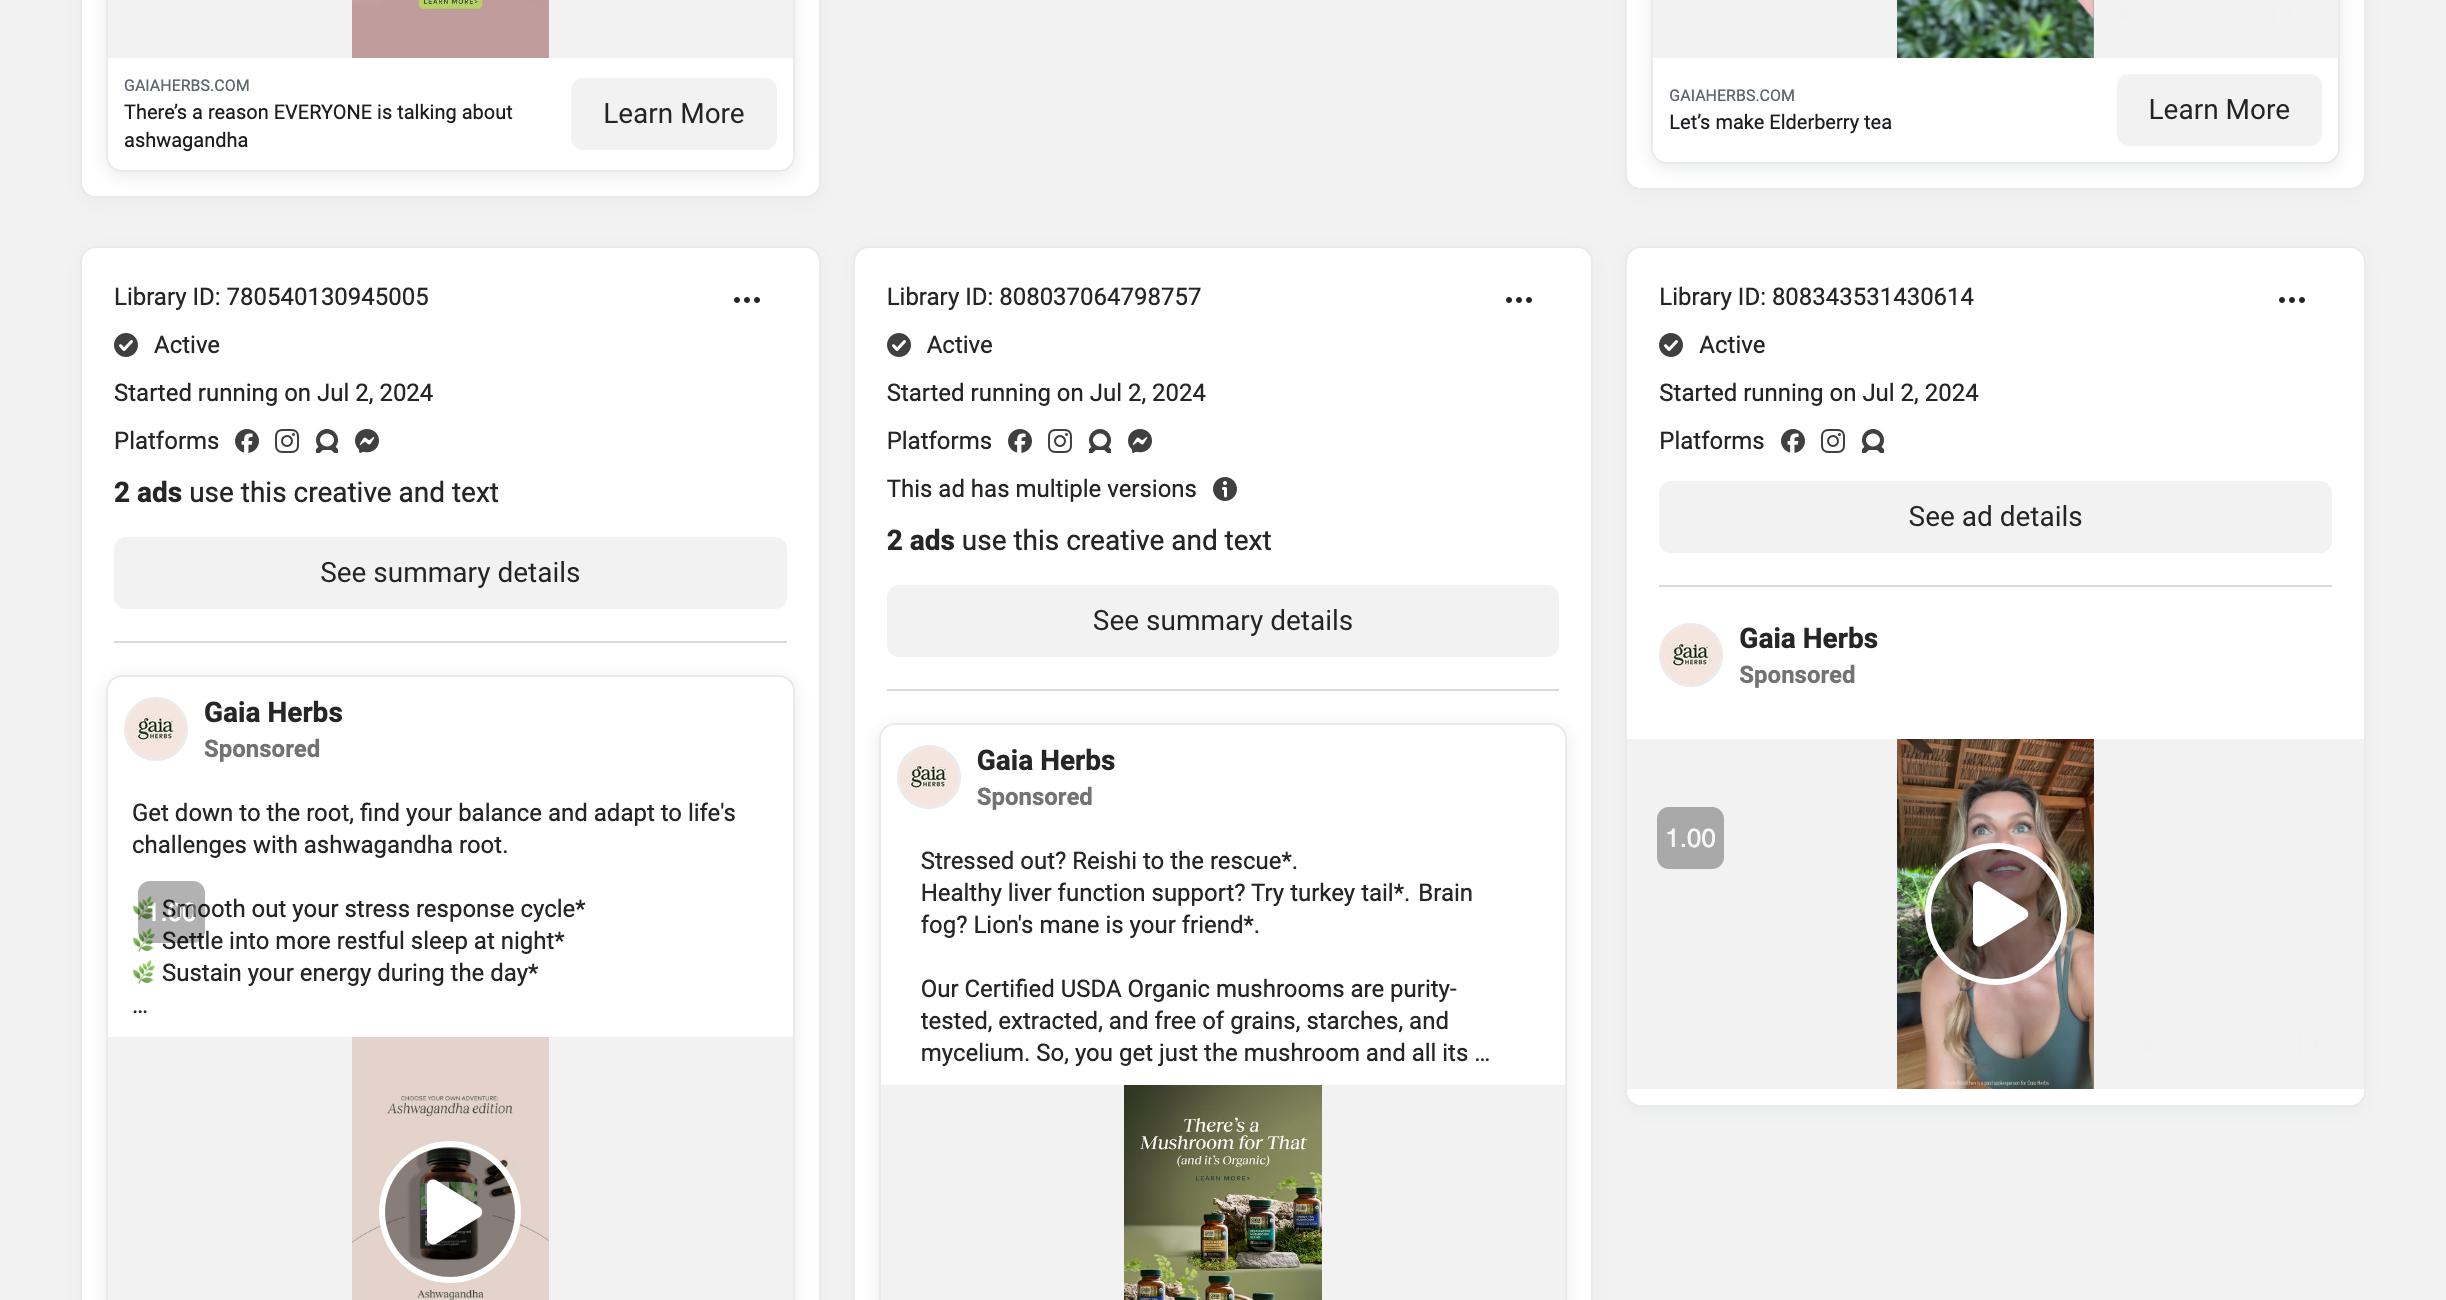 LEARN MORE>
GAIAHERBS.COM
There's a reason EVERYONE is talking about
ashwagandha
Learn More
GAIAHERBS.COM
Let's make Elderberry tea
Learn More
Library ID: 780540130945005
Active
Started running on Jul 2, 2024
Platforms
2 ads use this creative and text
See summary details
gaia
HERBS
Gaia Herbs
Sponsored
Get down to the root, find your balance and adapt to life's
challenges with ashwagandha root.
1.00
🌿 Smooth out your stress response cycle*
🌿 Settle into more restful sleep at night*
🌿 Sustain your energy during the day*
...
CHOOSE YOUR OWN ADVENTURE:
Ashwagandha edition
Ashwagandha
Library ID: 808037064798757
Active
Started running on Jul 2, 2024
Platforms
This ad has multiple versions
2 ads use this creative and text
See summary details
gaia
HERBS
Gaia Herbs
Sponsored
Stressed out? Reishi to the rescue*.
Healthy liver function support? Try turkey tail*. Brain
fog? Lion's mane is your friend*.
Our Certified USDA Organic mushrooms are purity-
tested, extracted, and free of grains, starches, and
mycelium. So, you get just the mushroom and all its ...
There's a
Mushroom for That
(and it's Organic)
LEARN MORE>
Library ID: 808343531430614
Active
Started running on Jul 2, 2024
Platforms
See ad details
gaia
HERBS
Gaia Herbs
Sponsored
1.00